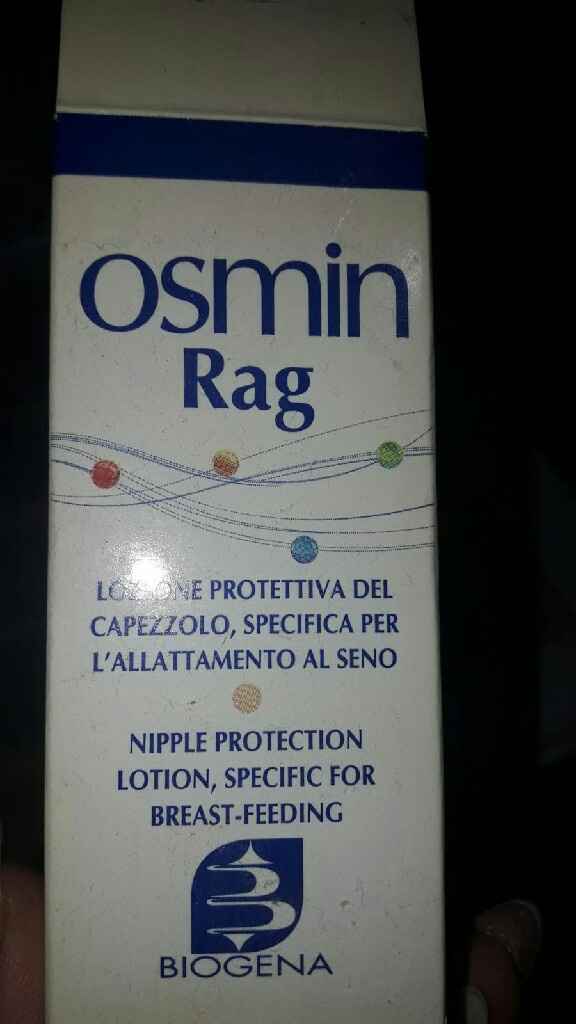 osmin
Rag
LOZIONE PROTETTIVA DEL
CAPEZZOLO, SPECIFICA PER
L'ALLATTAMENTO AL SENO
NIPPLE PROTECTION
LOTION, SPECIFIC FOR
BREAST-FEEDING
BIOGENA